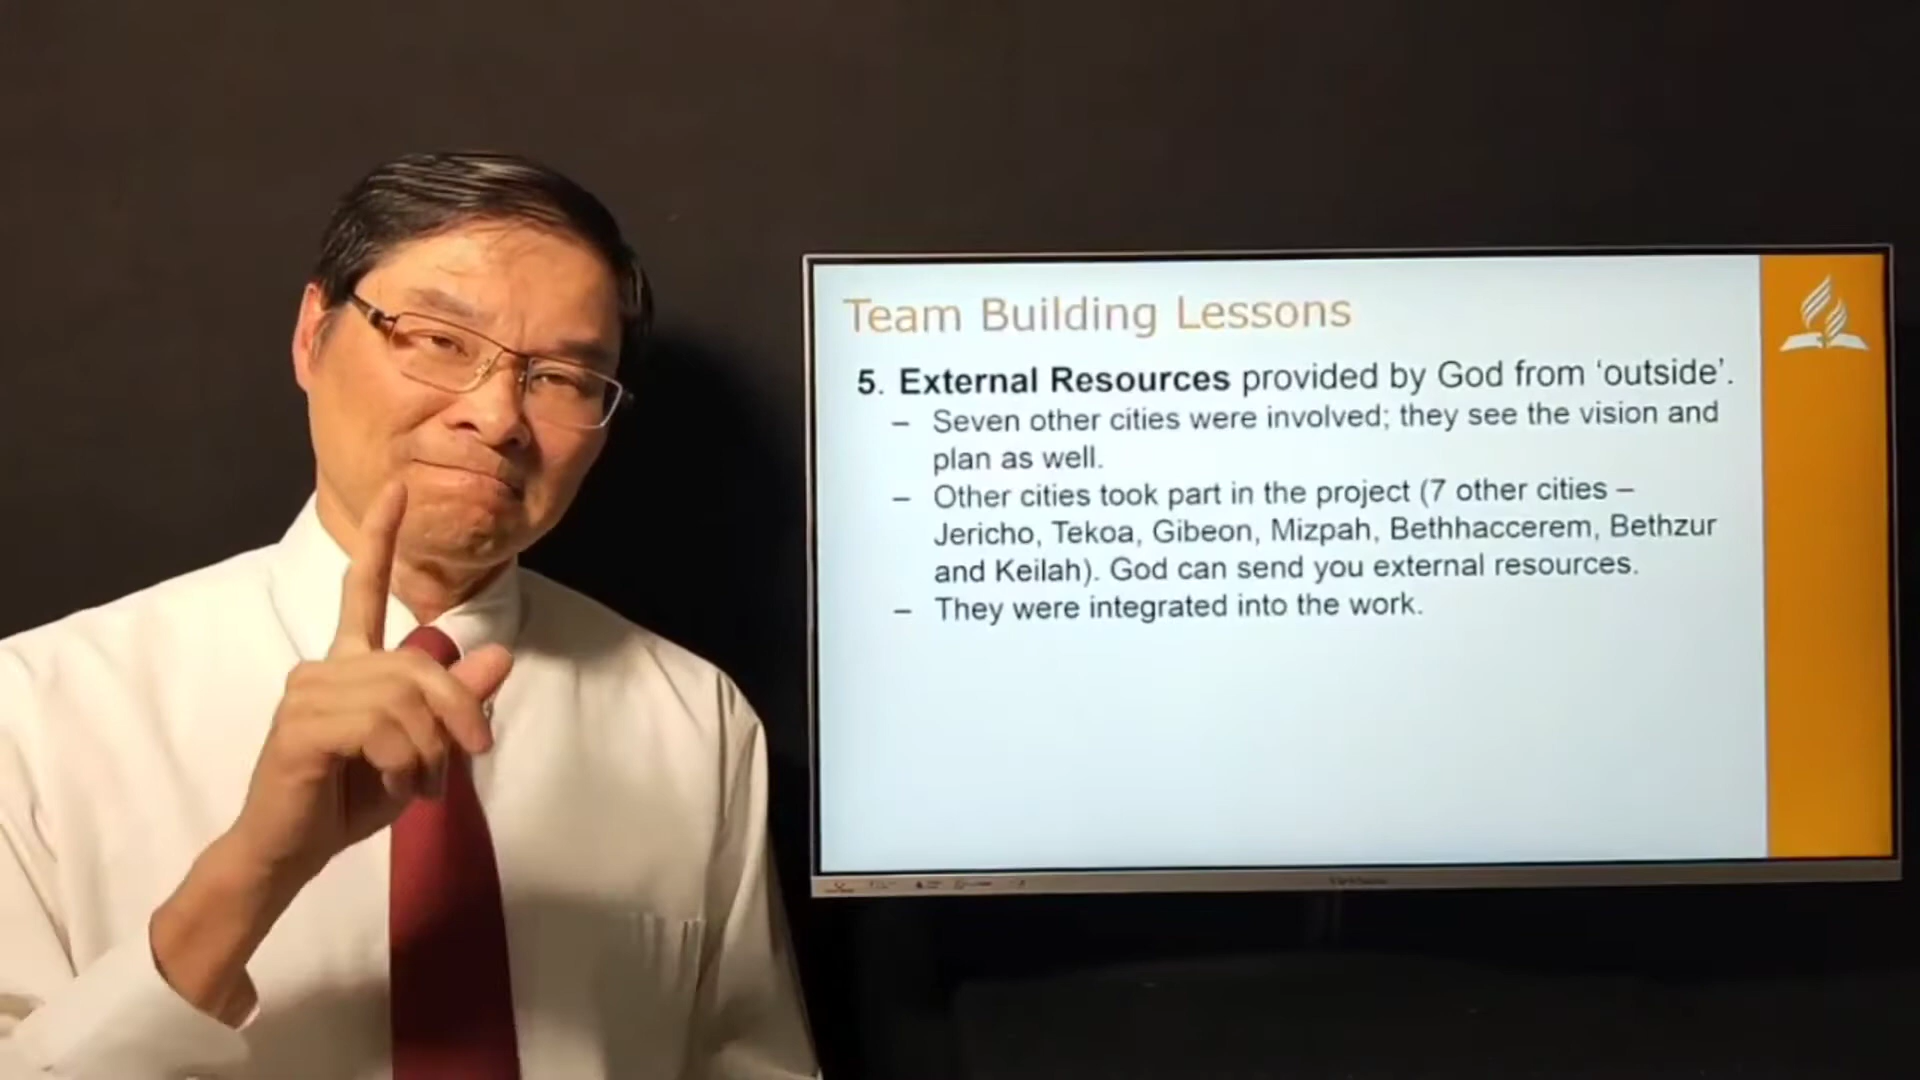 Team Building Lessons
5. External Resources provided by God from ‘outside’.
– Seven other cities were involved; they see the vision and
plan as well.
– Other cities took part in the project (7 other cities –
Jericho, Tekoa, Gibeon, Mizpah, Bethhaccerem, Bethzur
and Keilah). God can send you external resources.
– They were integrated into the work.